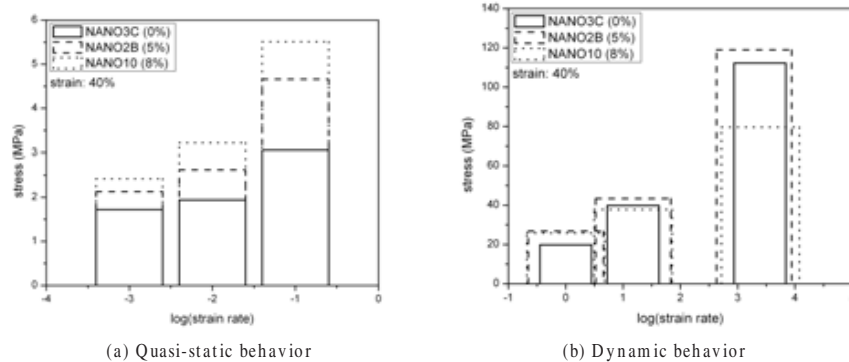 NANO3C (0%)
NANO2B (5%)
NANO10 (8%)
strain: 40%
stress (MPa)
6
5
4
3
2
1
0
-4
-3
-2
-1
0
log(strain rate)
(a) Quasi-static behavior
NANO3C (0%)
NANO2B (5%)
NANO10 (8%)
strain: 40%
stress (MPa)
140
120
100
80
60
40
20
0
-1
0
1
2
3
4
log(strain rate)
(b) Dynamic behavior